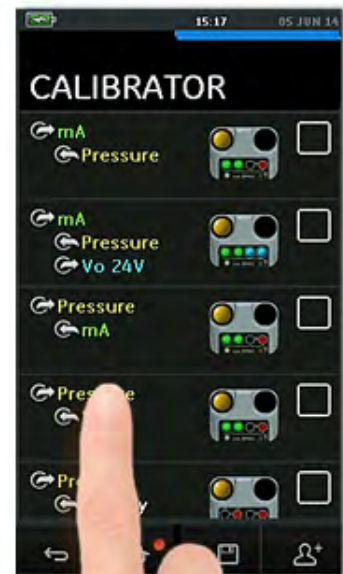 15:17 05 JUN 14
CALIBRATOR
mA
Pressure
mA
Pressure
Vo 24V
Pressure
mA